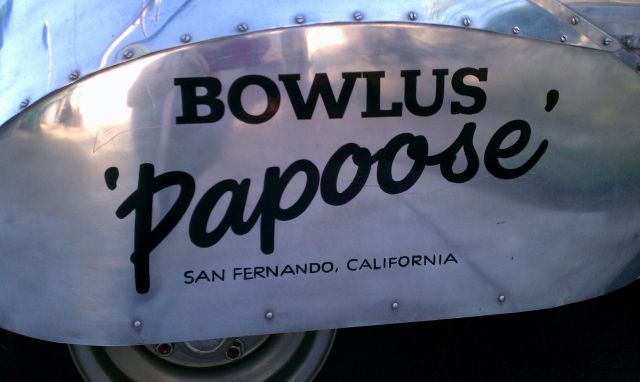 BOWLUS
'Papoose'
SAN FERNANDO, CALIFORNIA